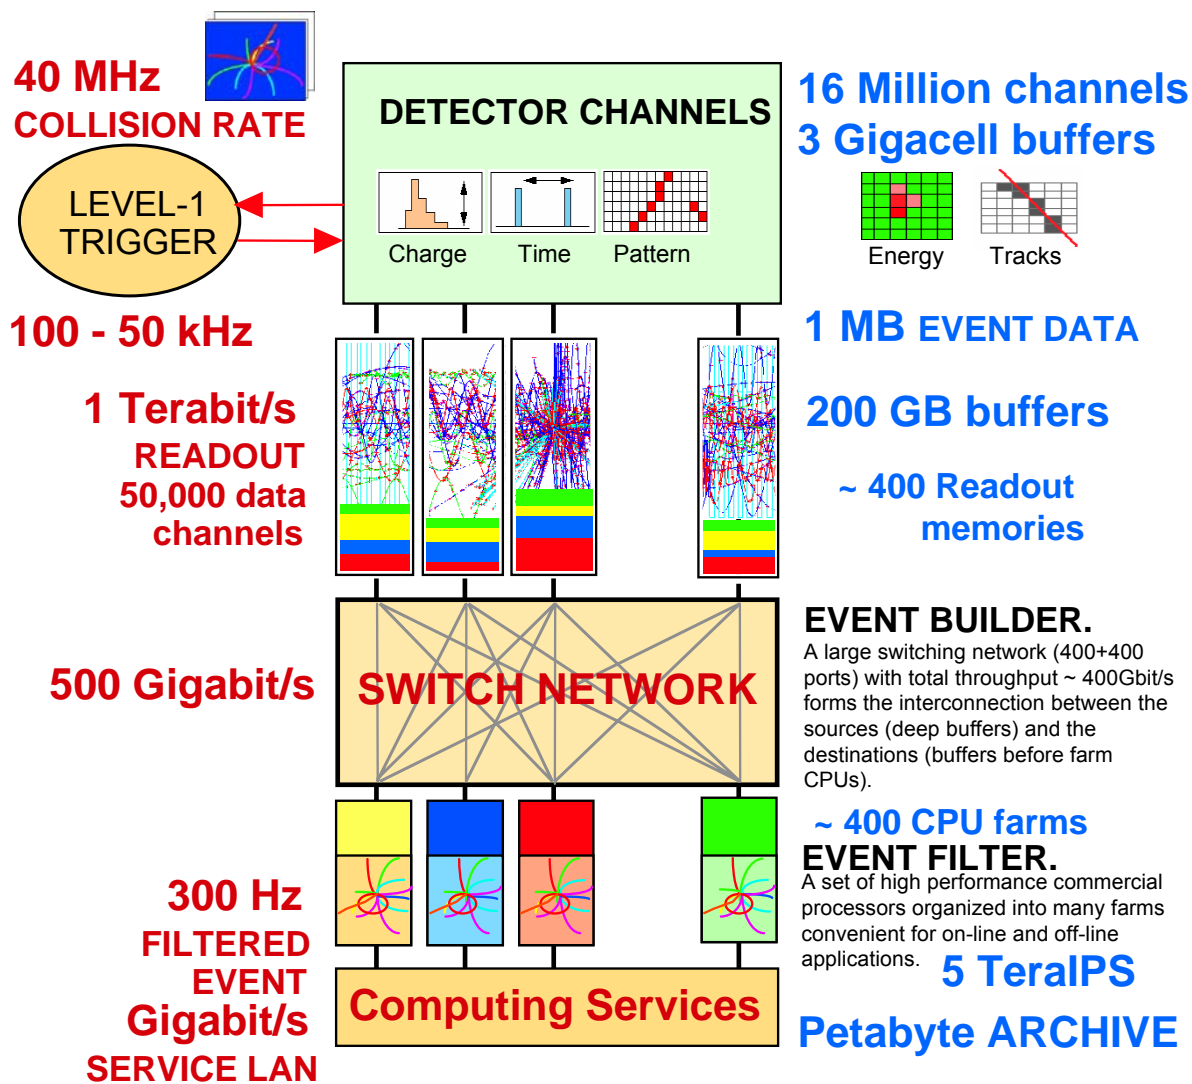 40 MHz
COLLISION RATE
LEVEL-1
TRIGGER
DETECTOR CHANNELS
Charge
Time
Pattern
16 Million channels
3 Gigacell buffers
Energy
Tracks
100 - 50 kHz
1 MB EVENT DATA
1 Terabit/s
READOUT
50,000 data
channels
200 GB buffers
~ 400 Readout
memories
500 Gigabit/s
SWITCH NETWORK
EVENT BUILDER.
A large switching network (400+400
ports) with total throughput ~ 400Gbit/s
forms the interconnection between the
sources (deep buffers) and the
destinations (buffers before farm
CPUs).
~ 400 CPU farms
EVENT FILTER.
A set of high performance commercial
processors organized into many farms
convenient for on-line and off-line
applications.
5 TeraIPS
300 Hz
FILTERED
EVENT
Gigabit/s
SERVICE LAN
Computing Services
Petabyte ARCHIVE